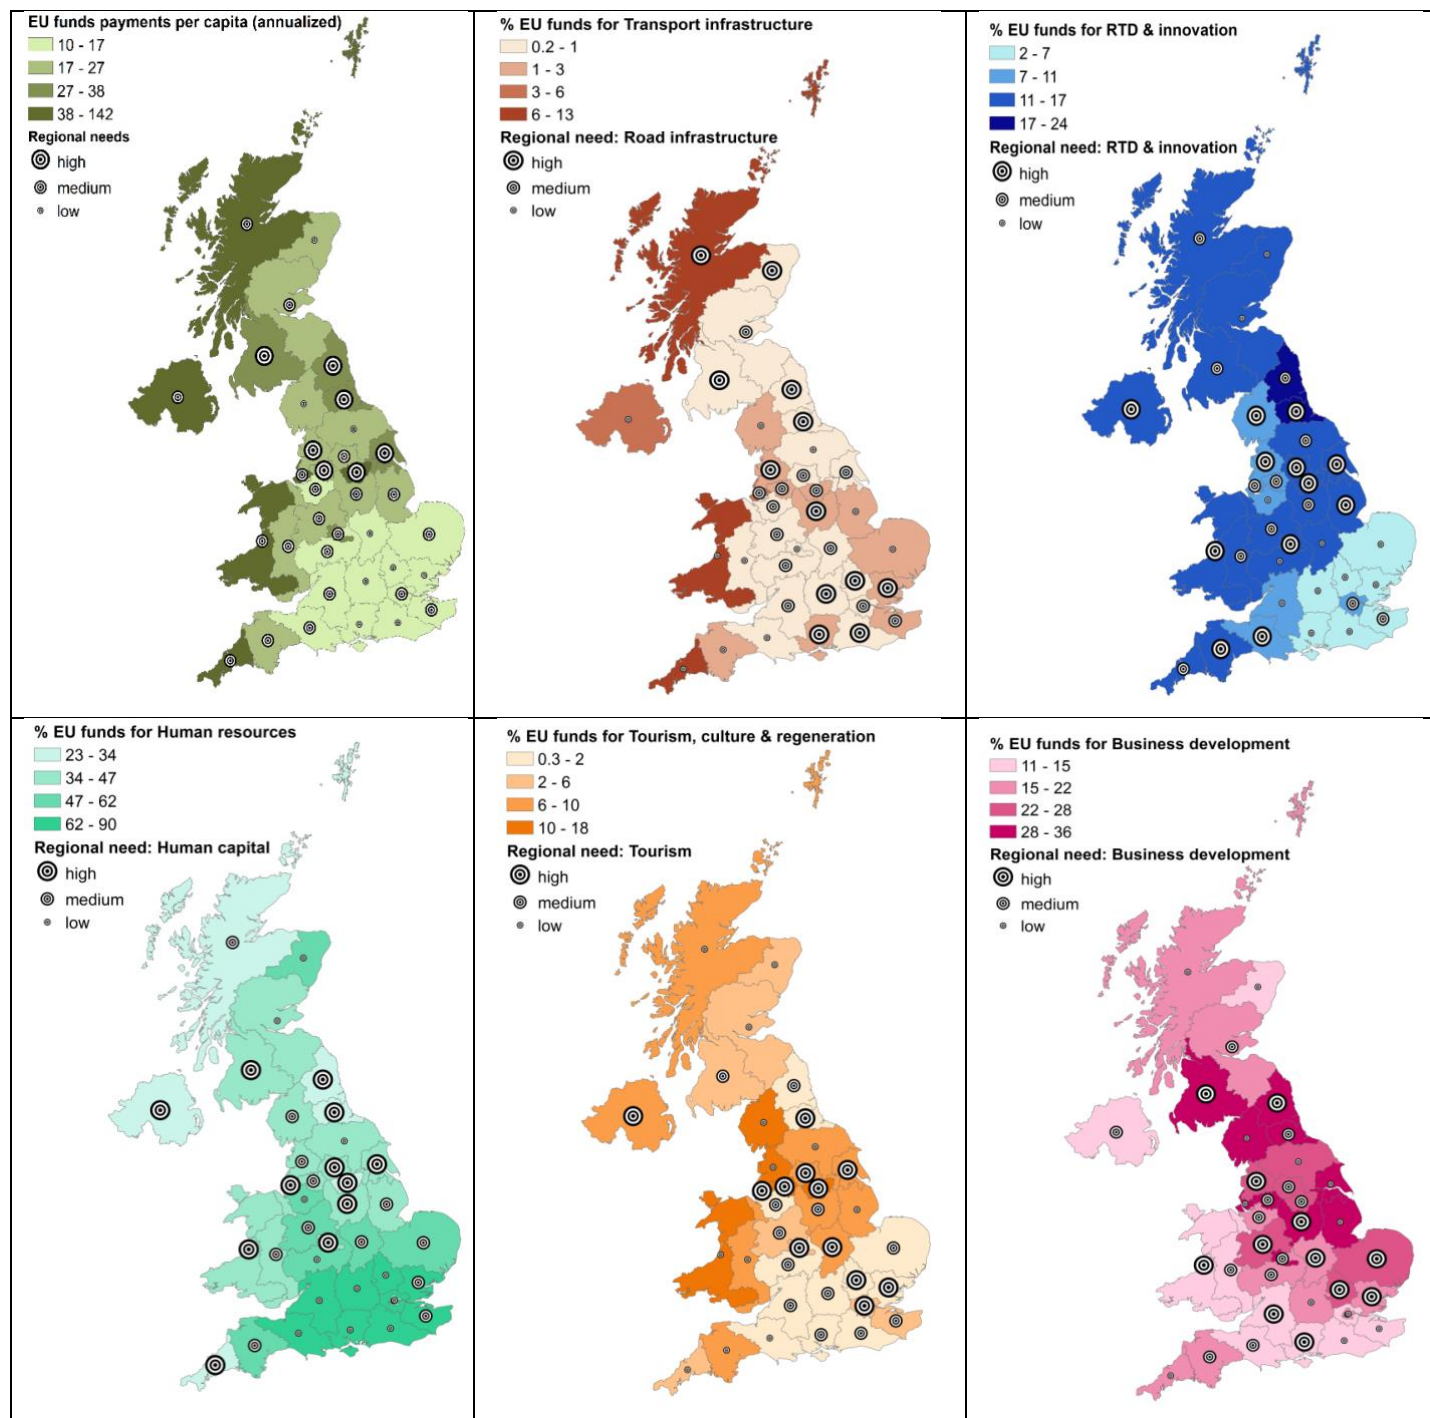 EU funds payments per capita (annualized)
10 - 17
17 - 27
27 - 38
38 - 142
Regional needs
high
medium
low
% EU funds for Transport infrastructure
0.2 - 1
1 - 3
3 - 6
6 - 13
Regional need: Road infrastructure
high
medium
low
% EU funds for RTD & innovation
2 - 7
7 - 11
11 - 17
17 - 24
Regional need: RTD & innovation
high
medium
low
% EU funds for Human resources
23 - 34
34 - 47
47 - 62
62 - 90
Regional need: Human capital
high
medium
low
% EU funds for Tourism, culture & regeneration
0.3 - 2
2 - 6
6 - 10
10 - 18
Regional need: Tourism
high
medium
low
% EU funds for Business development
11 - 15
15 - 22
22 - 28
28 - 36
Regional need: Business development
high
medium
low